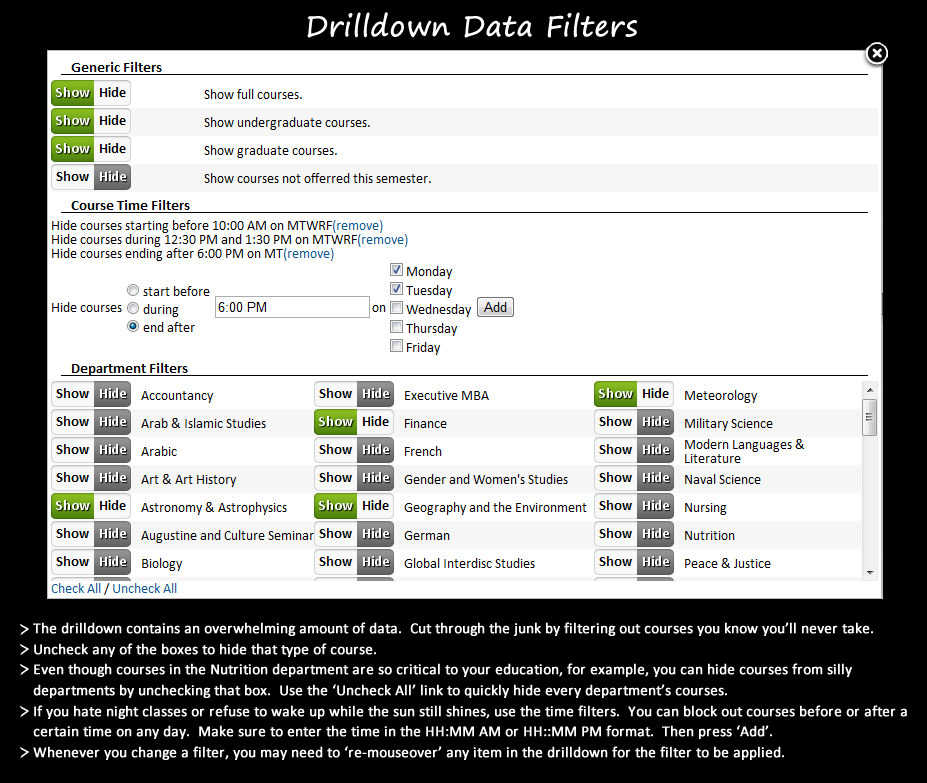 Drilldown Data Filters
Generic Filters
Show Hide Show full courses.
Show Hide Show undergraduate courses.
Show Hide Show graduate courses.
Show Hide Show courses not offerred this semester.
Course Time Filters
Hide courses starting before 10:00 AM on MTWRF(remove)
Hide courses during 12:30 PM and 1:30 PM on MTWRF(remove)
Hide courses ending after 6:00 PM on MT(remove)
Hide courses
start before
during
end after
6:00 PM
on
Monday
Tuesday
Wednesday
Thursday
Friday
Add
Department Filters
Show Hide Accountancy Show Hide Executive MBA Show Hide Meteorology
Show Hide Arab & Islamic Studies Show Hide Finance Show Hide Military Science
Show Hide Arabic Show Hide French Show Hide Modern Languages &
Literature
Show Hide Art & Art History Show Hide Gender and Women's Studies Show Hide Naval Science
Show Hide Astronomy & Astrophysics Show Hide Geography and the Environment Show Hide Nursing
Show Hide Augustine and Culture Seminar Show Hide German Show Hide Nutrition
Show Hide Biology Show Hide Global Interdisc Studies Show Hide Peace & Justice
Check All / Uncheck All
> The drilldown contains an overwhelming amount of data.  Cut through the junk by filtering out courses you know you'll never take.
> Uncheck any of the boxes to hide that type of course.
> Even though courses in the Nutrition department are so critical to your education, for example, you can hide courses from silly
departments by unchecking that box.  Use the 'Uncheck All' link to quickly hide every department's courses.
> If you hate night classes or refuse to wake up while the sun still shines, use the time filters.  You can block out courses before or after a
certain time on any day.  Make sure to enter the time in the HH:MM AM or HH::MM PM format.  Then press 'Add'.
> Whenever you change a filter, you may need to 're-mouseover' any item in the drilldown for the filter to be applied.